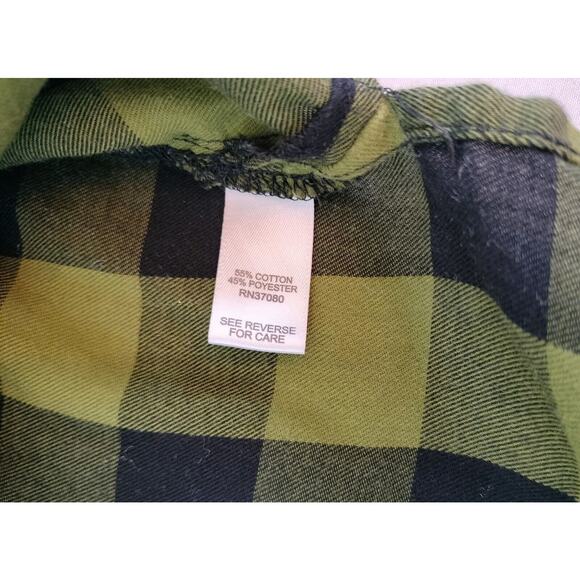 55% COTTON
45% POYESTER
RN37080
SEE REVERSE
FOR CARE